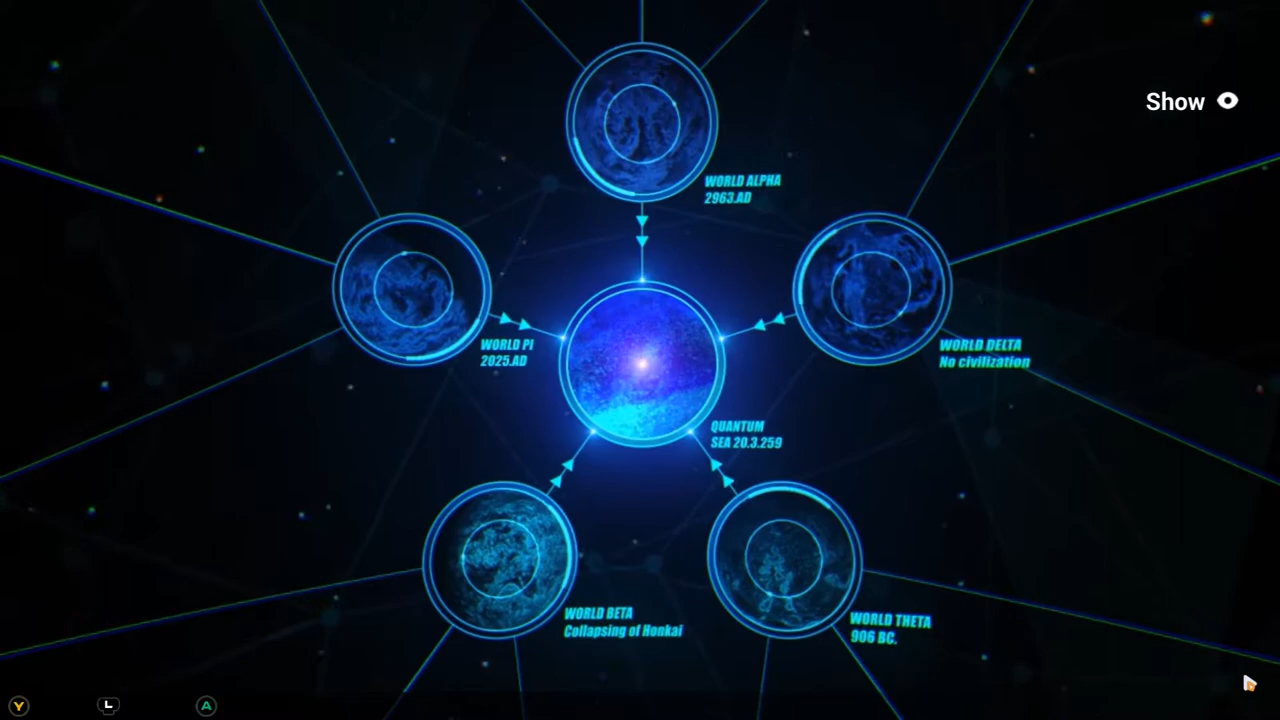 Show
WORLD ALPHA
2963.AD
WORLD PI
2025.AD
WORLD DELTA
No civilization
QUANTUM
SEA 20.3.259
WORLD BETA
Collapsing of Honkai
WORLD THETA
906 BC.
Y
L
A